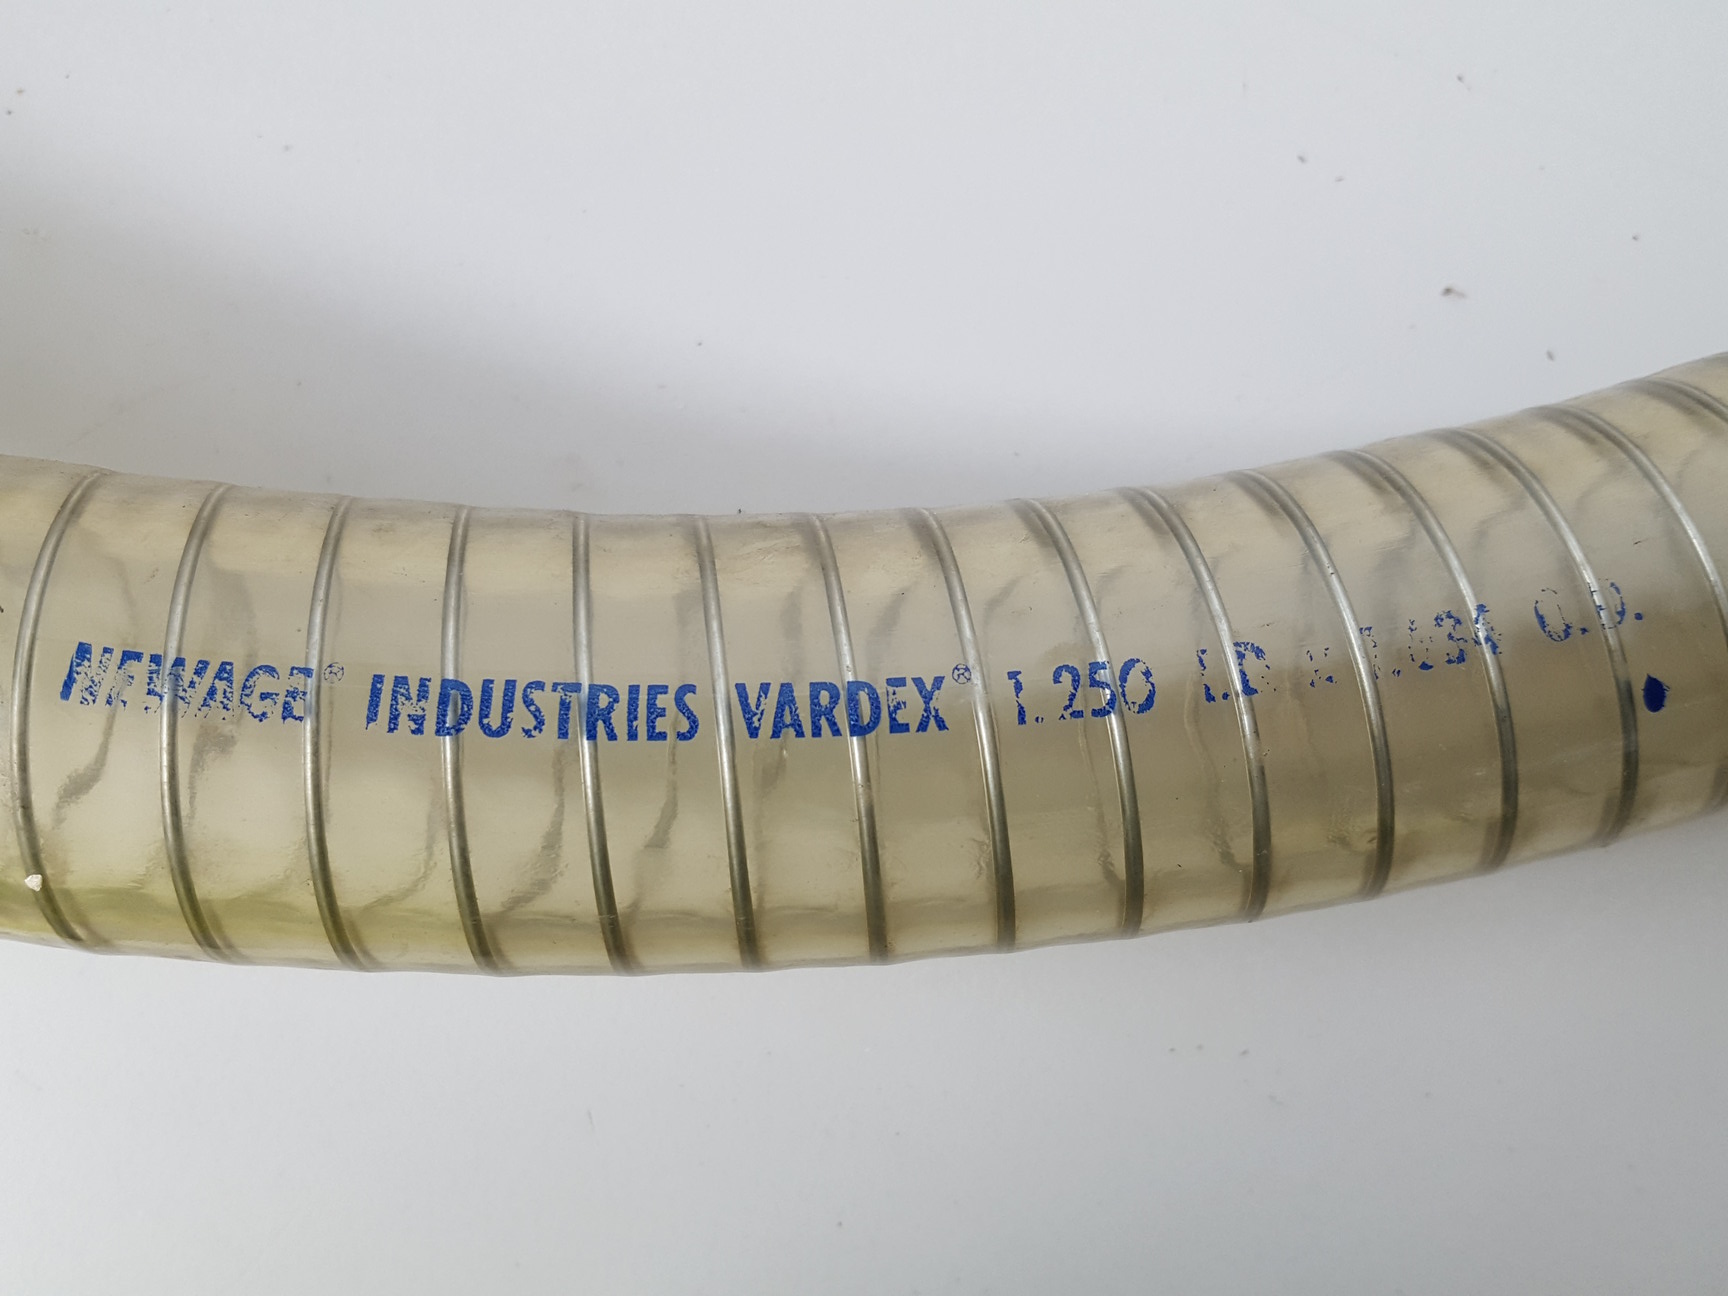 NEWAGE® INDUSTRIES VARDEX® 1.250 I.D. X O.D.